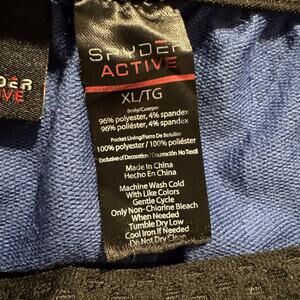 SPYDER
ACTIVE
XL/TG
Body/Cuerpo:
96% polyester, 4% spandex
96% poliéster, 4% spandex
Pocket Lining/Forro De Bolsillo:
100% polyester / 100% poliéster
Exclusive of Decoration / Decoración No Textil
Made In China
Hecho En China
Machine Wash Cold
With Like Colors
Gentle Cycle
Only Non-Chlorine Bleach
When Needed
Tumble Dry Low
Cool Iron if Needed
Do Not Dry Clean